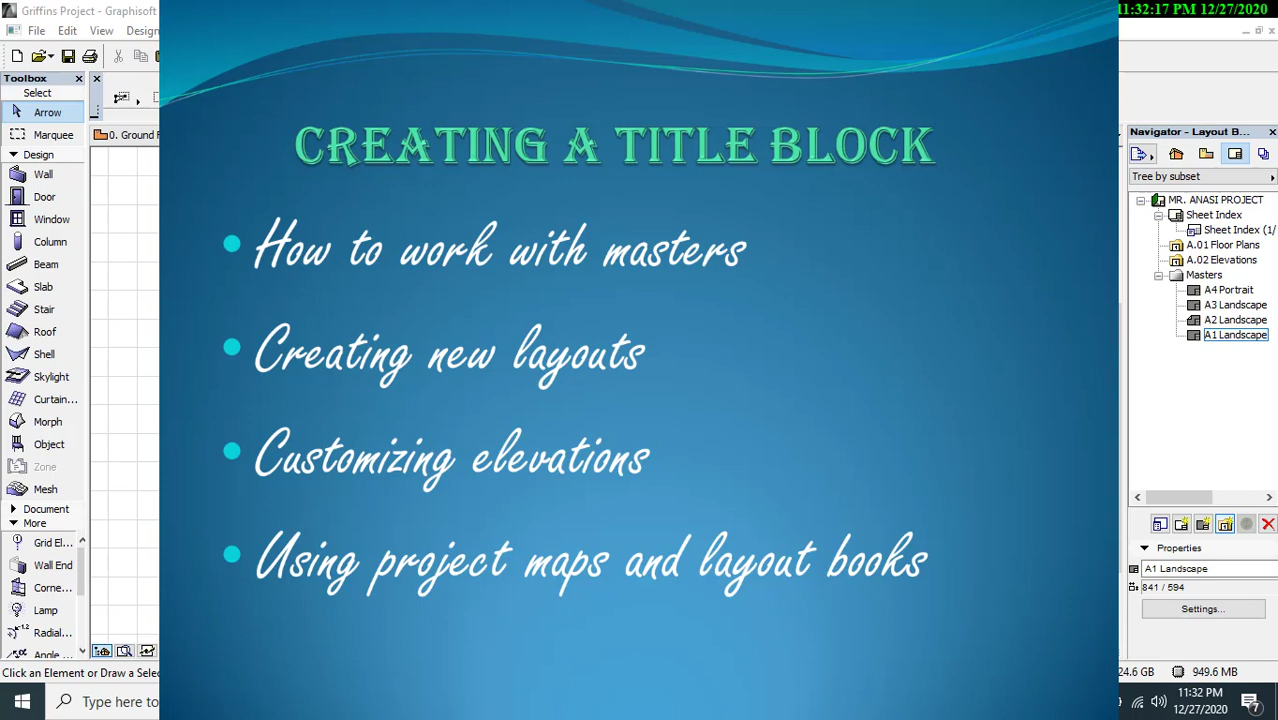 Griffins Project - Graphisoft
11:32:17 PM 12/27/2020
File Edit View Design
Toolbox
Select
Arrow
Marquee
Design
Wall
Door
Window
Column
Beam
Slab
Stair
Roof
Shell
Skylight
Curtain...
Morph
Object
Zone
Mesh
Document
More
Grid El...
Wall End
Corne...
Lamp
Radial...
Angle
0. Ground F
CREATING A TITLE BLOCK
How to work with masters
Creating new layouts
Customizing elevations
Using project maps and layout books
Navigator - Layout B...
Tree by subset
MR. ANASI PROJECT
Sheet Index
Sheet Index (1/
A.01 Floor Plans
A.02 Elevations
Masters
A4 Portrait
A3 Landscape
A2 Landscape
A1 Landscape
Properties
A1 Landscape
841 / 594
Settings...
Click an Element or Draw a Selec
24.6 GB 949.6 MB
Type here to
11:32 PM
12/27/2020
7